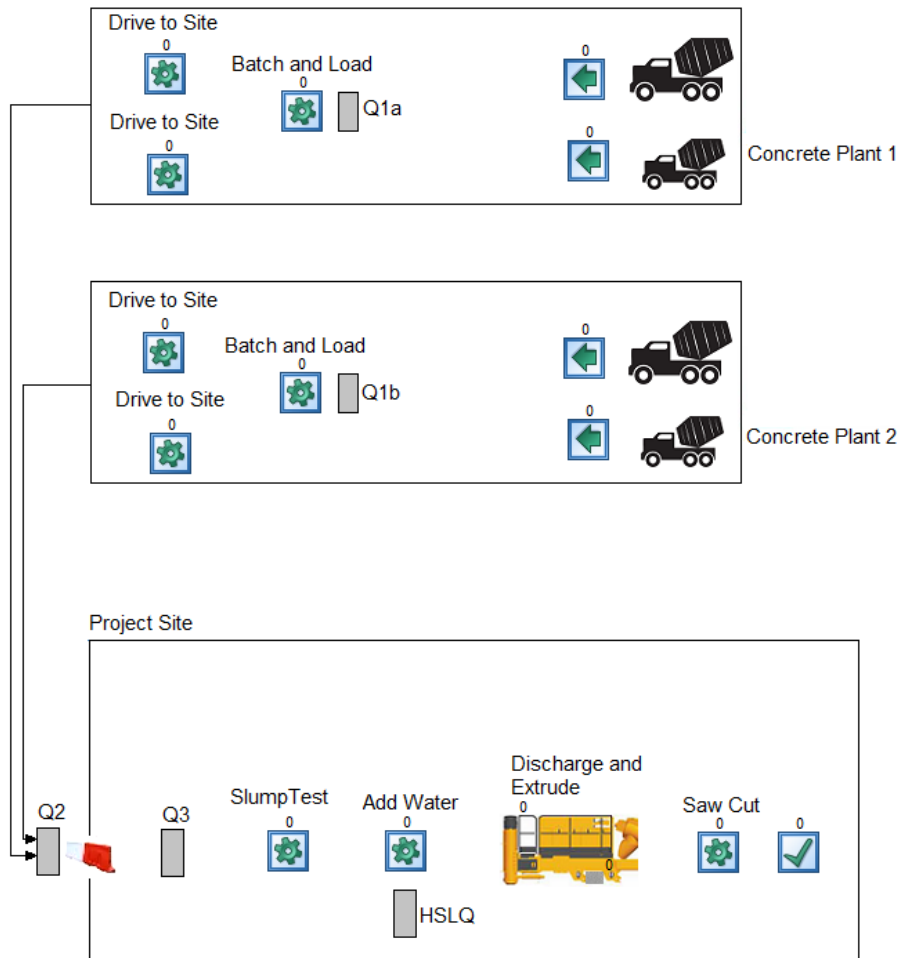 Drive to Site
0
Batch and Load
0
Q1a
0
Drive to Site
0
0
Concrete Plant 1
Drive to Site
0
Batch and Load
0
Q1b
0
Drive to Site
0
0
Concrete Plant 2
Project Site
Q2
Q3
SlumpTest
0
Add Water
0
HSLQ
Discharge and
Extrude
0
0
Saw Cut
0
0